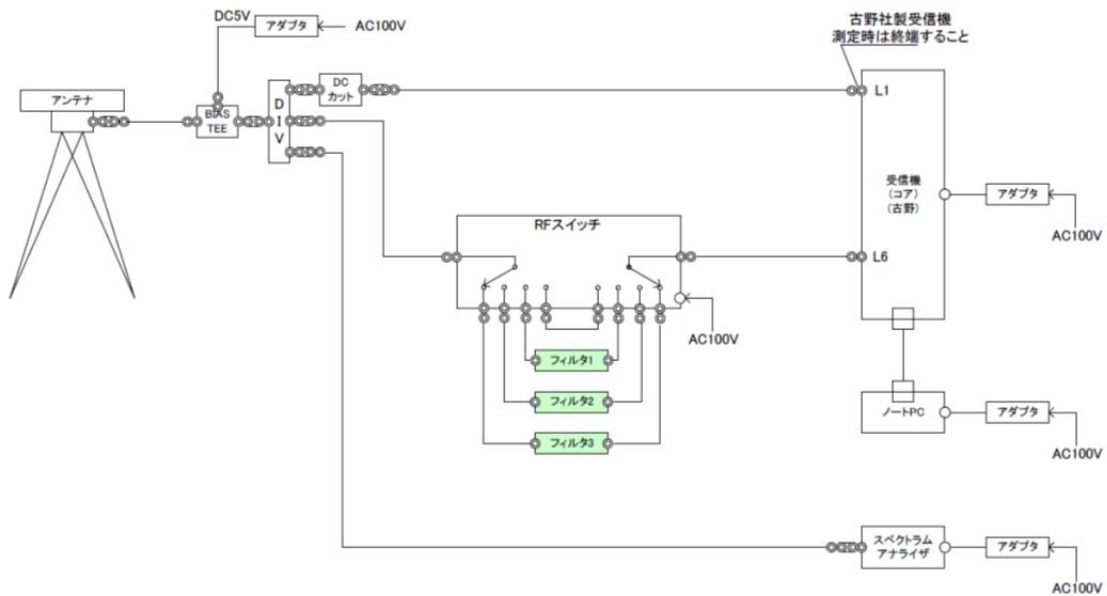 DC5V
アダプタ
AC100V
古野社製受信機
測定時は終端すること
アンテナ
BIAS
TEE
D
I
V
DC
カット
L1
受信機
(コア)
(古野)
アダプタ
AC100V
RFスイッチ
L6
AC100V
フィルタ1
フィルタ2
フィルタ3
ノートPC
アダプタ
AC100V
スペクトラム
アナライザ
アダプタ
AC100V